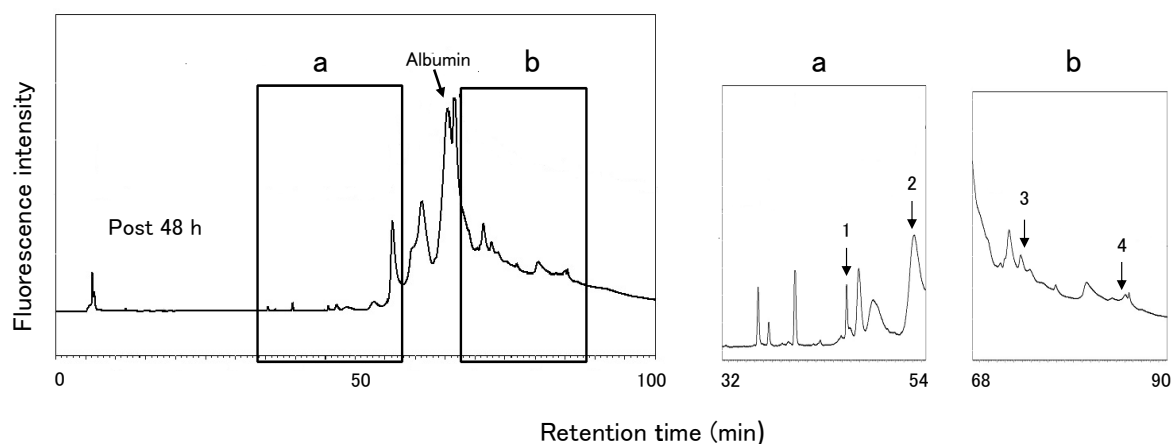 a
Albumin
b
Post 48 h
Fluorescence intensity
0
50
100
a
1
2
32
54
b
3
4
68
90
Retention time (min)